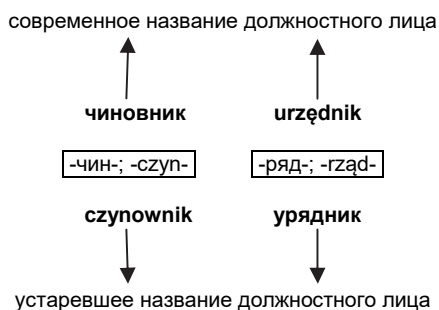 современное название должностного лица
чиновник urzędnik
-чин-; -czyn- -ряд-; -rząd-
czynownik урядник
устаревшее название должностного лица